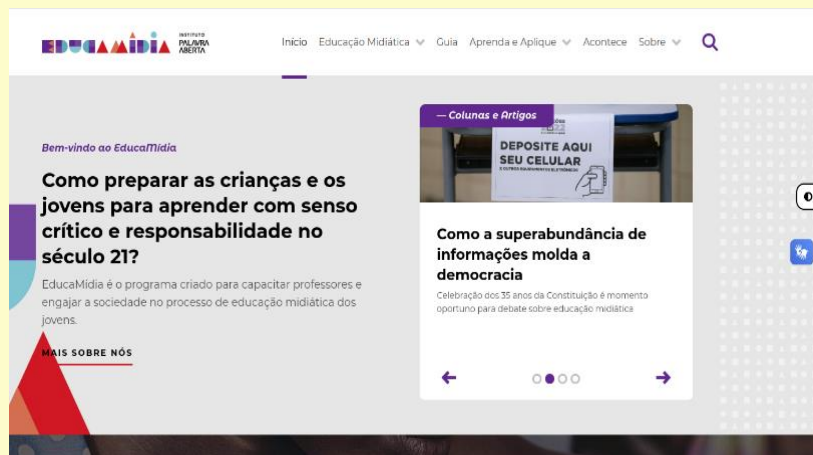 EDUCAMÍDIA
INSTITUTO
PALAVRA
ABERTA
Início Educação Midiática Guia Aprenda e Aplique Acontece Sobre
— Colunas e Artigos
DEPOSITE AQUI
SEU CELULAR
E OUTROS EQUIPAMENTOS ELETRÔNICOS
Bem-vindo ao EducaMídia
Como preparar as crianças e os
jovens para aprender com senso
crítico e responsabilidade no
século 21?
EducaMídia é o programa criado para capacitar professores e
engajar a sociedade no processo de educação midiática dos
jovens.
MAIS SOBRE NÓS
Como a superabundância de
informações molda a
democracia
Celebração dos 35 anos da Constituição é momento
oportuno para debate sobre educação midiática